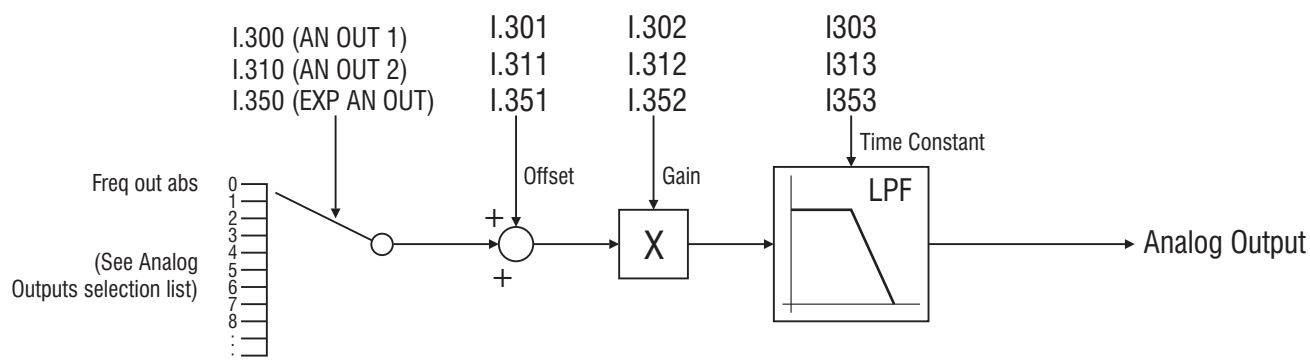 I.300 (AN OUT 1)
I.310 (AN OUT 2)
I.350 (EXP AN OUT)
I.301
I.311
I.351
I.302
I.312
I.352
I303
I313
I353
Time Constant
Offset
Gain
Freq out abs
(See Analog
Outputs selection list)
0
1
2
3
4
5
6
7
8
:
:
+
+
X
LPF
Analog Output